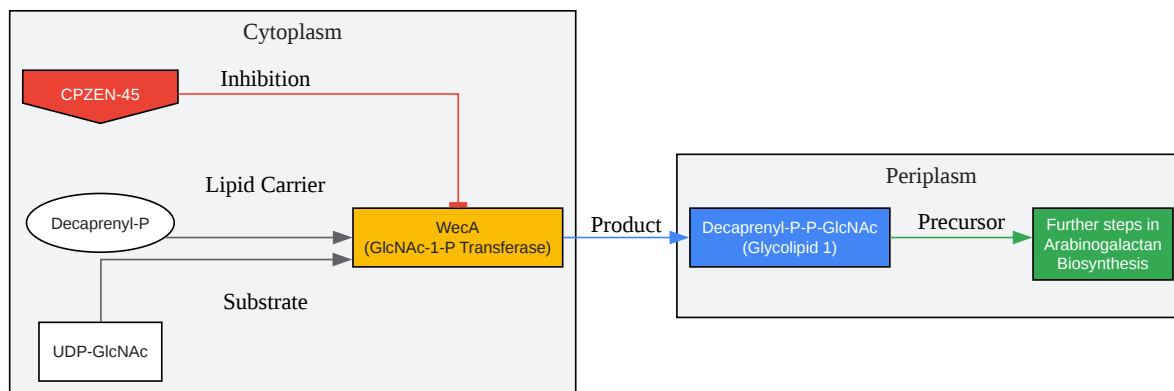 Cytoplasm
CPZEN-45
Inhibition
Lipid Carrier
Decaprenyl-P
WecA
(GlcNAc-1-P Transferase)
Substrate
UDP-GlcNAc
Product
Periplasm
Decaprenyl-P-P-GlcNAc
(Glycolipid 1)
Precursor
Further steps in
Arabinogalactan
Biosynthesis